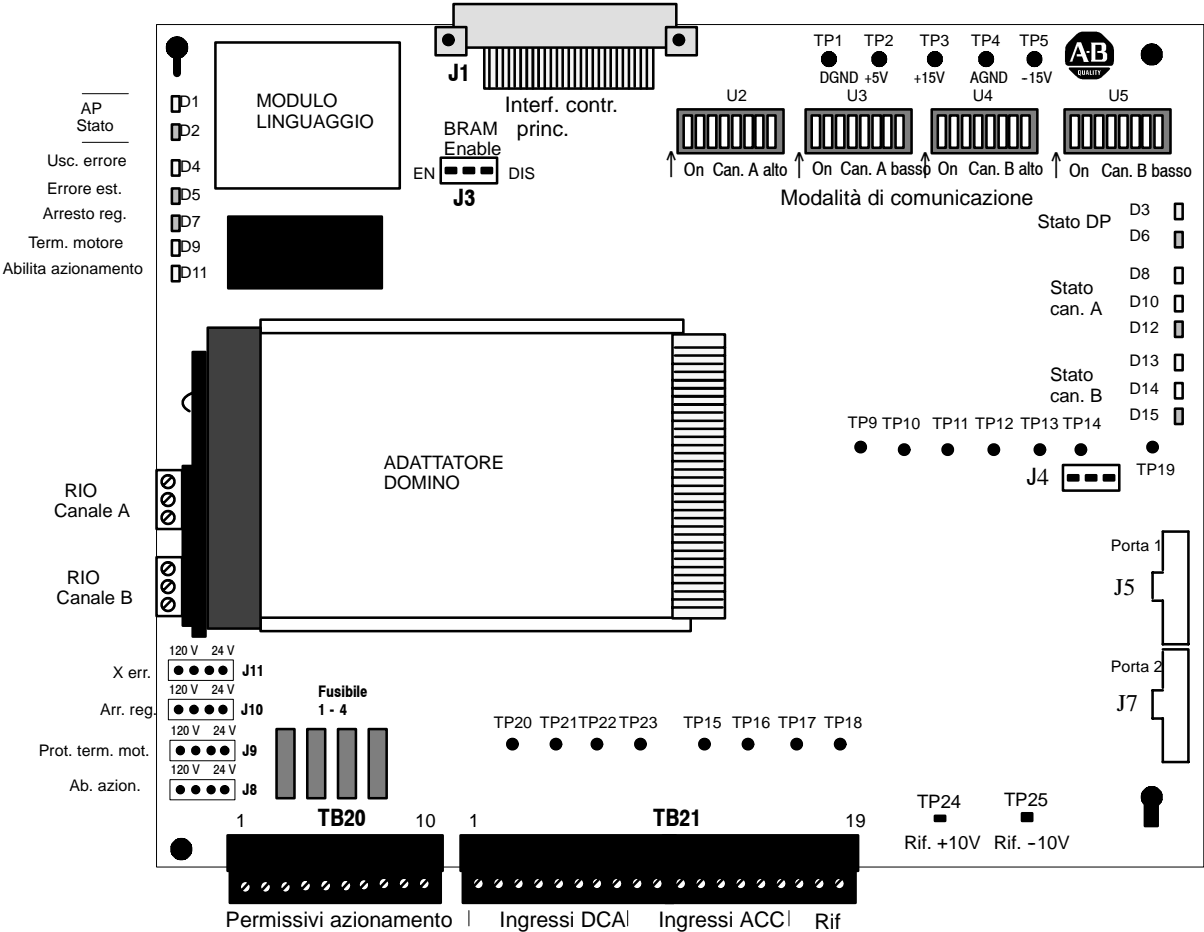 TP1 TP2 TP3 TP4 TP5
DGND +5V +15V AGND -15V
A-B
QUALITY
J1
Interf. contr.
princ.
MODULO
LINGUAGGIO
AP
Stato
D1
D2
Usc. errore D4
Errore est. D5
Arresto reg. D7
Term. motore D9
Abilita azionamento D11
BRAM
Enable
EN DIS
J3
U2 U3 U4 U5
On Can. A alto On Can. A basso On Can. B alto On Can. B basso
Modalità di comunicazione
Stato DP
D3
D6
Stato
can. A
D8
D10
D12
Stato
can. B
D13
D14
D15
TP9 TP10 TP11 TP12 TP13 TP14
TP19
J4
ADATTATORE
DOMINO
RIO
Canale A
RIO
Canale B
Porta 1
J5
Porta 2
J7
120 V 24 V
X err. J11
120 V 24 V
Arr. reg. J10
120 V 24 V
Prot. term. mot. J9
120 V 24 V
Ab. azion. J8
Fusibile
1 - 4
TP20 TP21 TP22 TP23 TP15 TP16 TP17 TP18
TP24 TP25
Rif. +10V Rif. -10V
1 TB20 10 1 TB21 19
Permissivi azionamento Ingressi DCA Ingressi ACC Rif